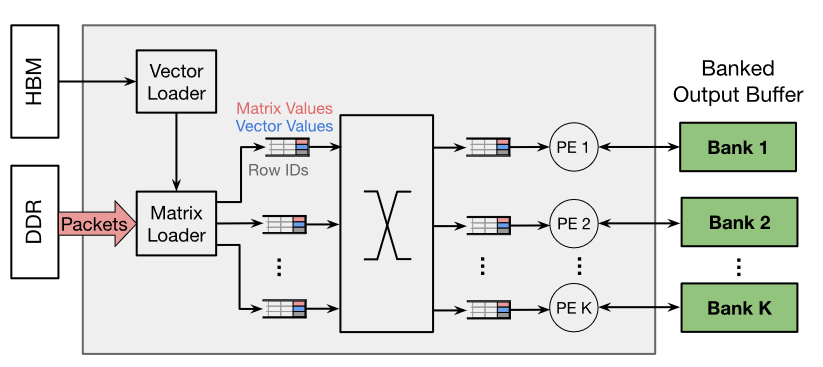 HBM
Vector
Loader
Matrix Values
Vector Values
Row IDs
DDR
Packets
Matrix
Loader
PE 1
PE 2
PE K
Banked
Output Buffer
Bank 1
Bank 2
Bank K